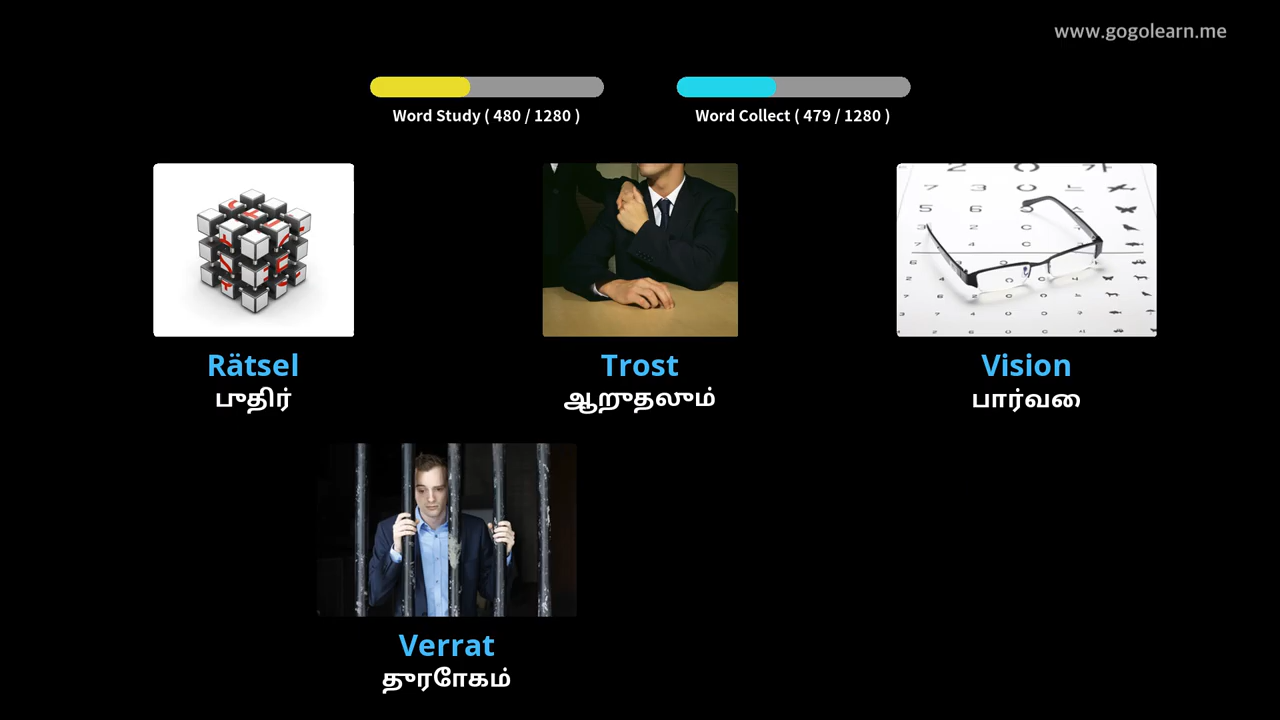 www.gogolearn.me
Word Study ( 480 / 1280 )
Word Collect ( 479 / 1280 )
Rätsel
புதிர்
Trost
ஆறுதலும்
Vision
பார்வை
Verrat
துரோகம்